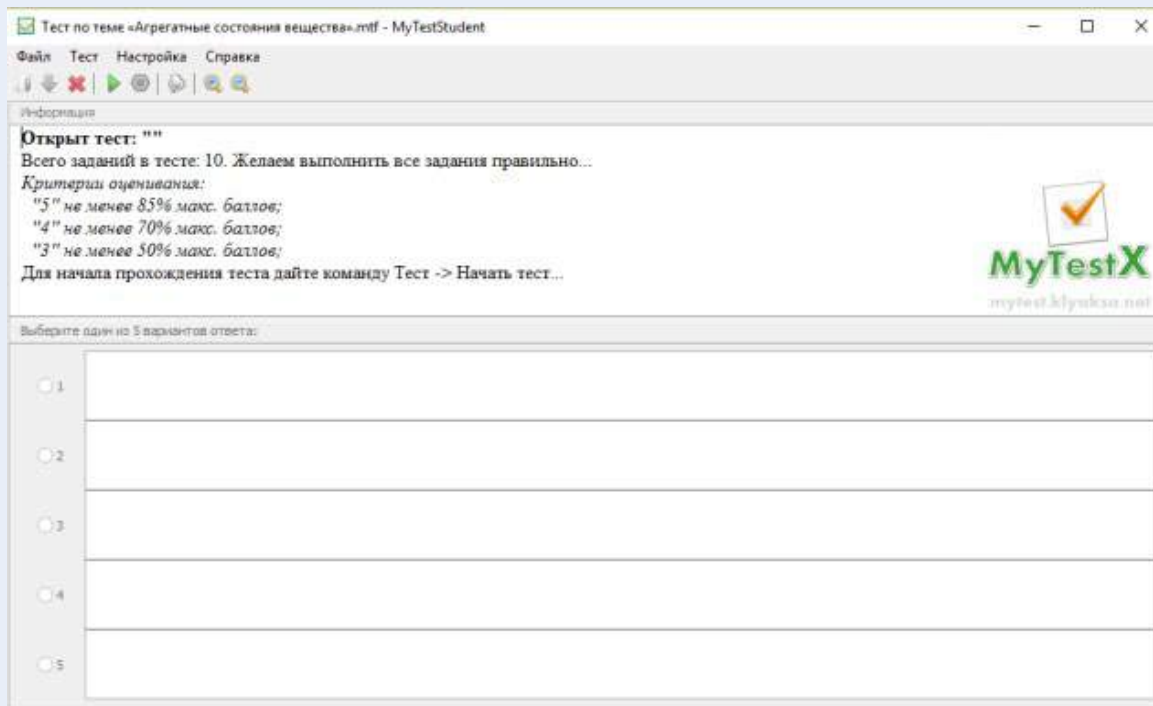 Тест по теме «Агрегатные состояния вещества».mtf - MyTestStudent
Файл Тест Настройка Справка
Информация
Открыт тест: ""
Всего заданий в тесте: 10. Желаем выполнить все задания правильно...
Критерии оценивания:
"5" не менее 85% макс. баллов;
"4" не менее 70% макс. баллов;
"3" не менее 50% макс. баллов;
Для начала прохождения теста дайте команду Тест -> Начать тест...
MyTestX
mytest.klyaksa.net
Выберите один из 5 вариантов ответа:
1
2
3
4
5